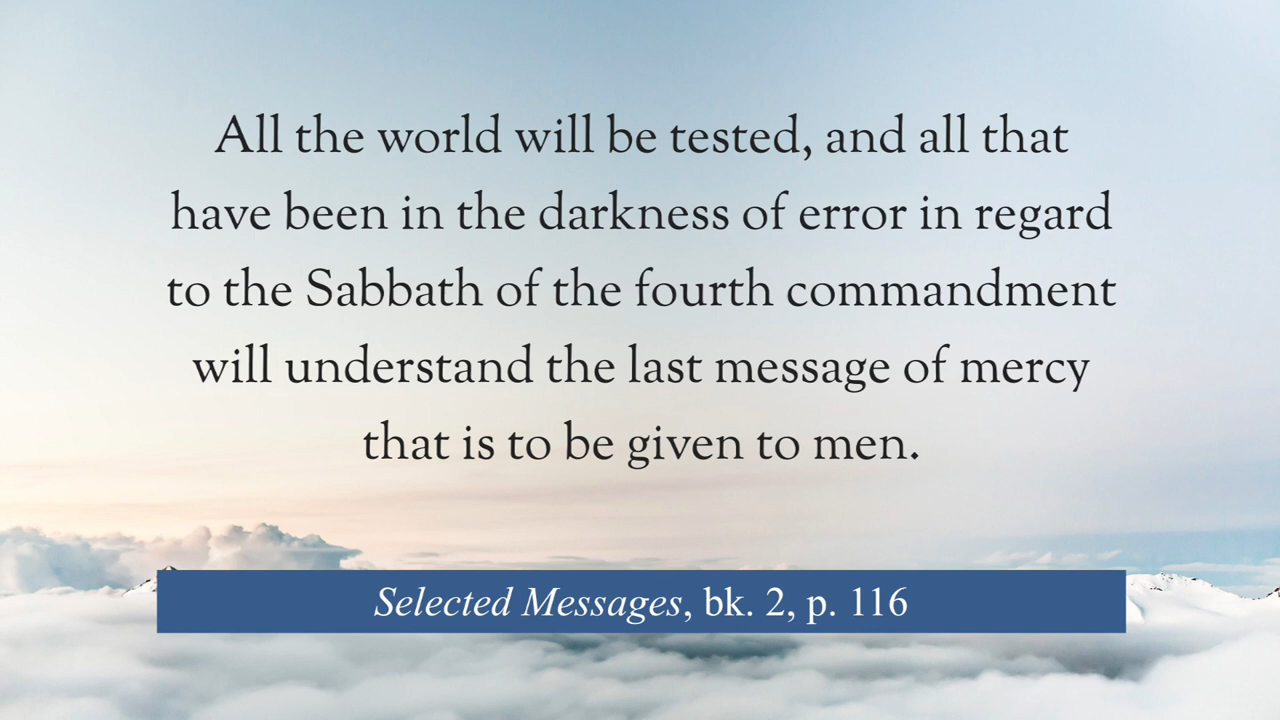 All the world will be tested, and all that
have been in the darkness of error in regard
to the Sabbath of the fourth commandment
will understand the last message of mercy
that is to be given to men.
Selected Messages, bk. 2, p. 116